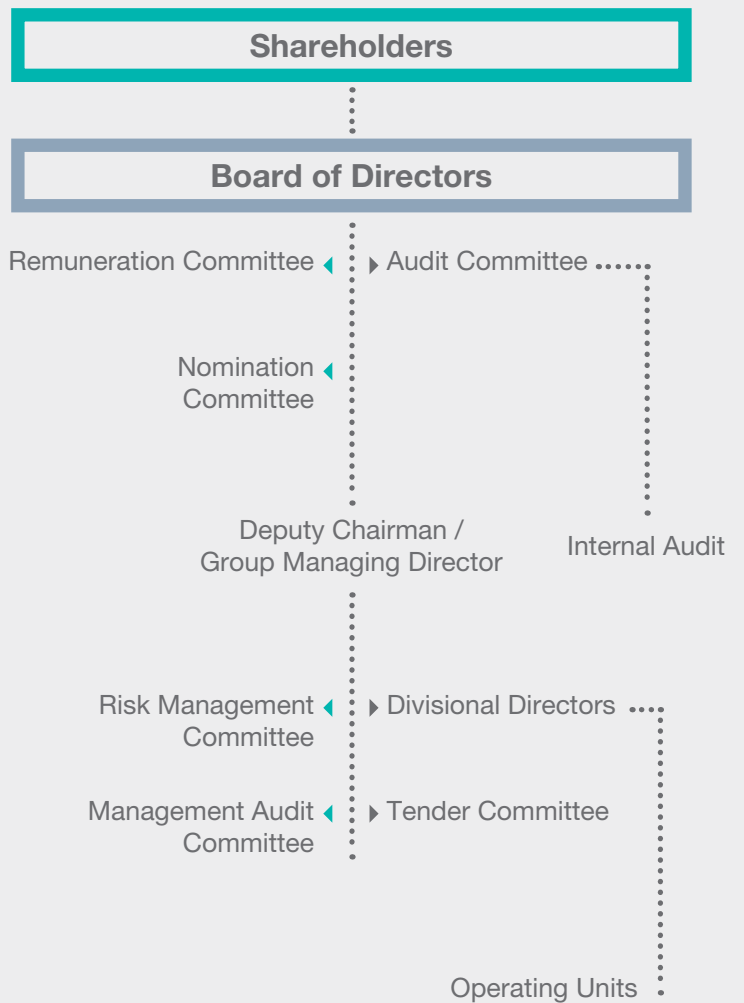 Shareholders
Board of Directors
Remuneration Committee
Audit Committee
Nomination
Committee
Deputy Chairman /
Group Managing Director
Internal Audit
Risk Management
Committee
Divisional Directors
Management Audit
Committee
Tender Committee
Operating Units